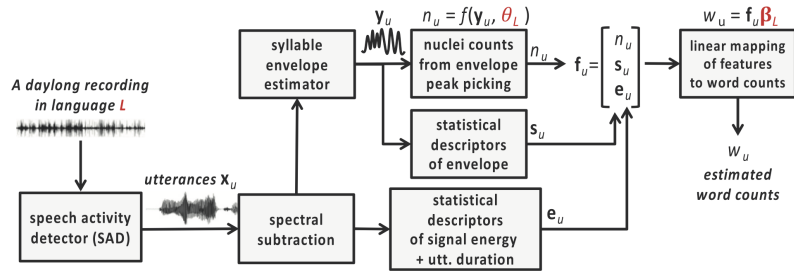 A daylong recording
in language L
speech activity
detector (SAD)
utterances x_u
spectral
subtraction
syllable
envelope
estimator
y_u
n_u = f(y_u, θ_L)
nuclei counts
from envelope
peak picking
n_u
statistical
descriptors
of envelope
s_u
statistical
descriptors
of signal energy
+ utt. duration
e_u
f_u = [ n_u
s_u
e_u ]
w_u = f_u β_L
linear mapping
of features
to word counts
w_u
estimated
word counts